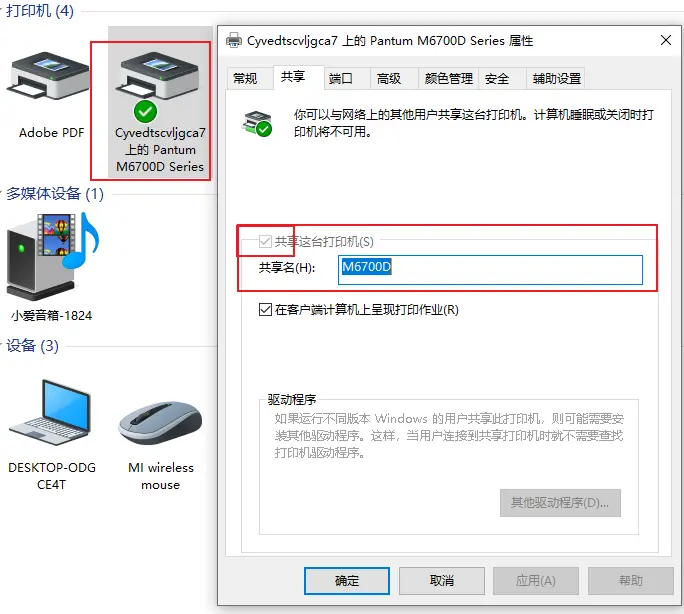 打印机 (4)
Adobe PDF
Cyvedtscvljgca7
上的 Pantum
M6700D Series
多媒体设备 (1)
小爱音箱-1824
设备 (3)
DESKTOP-ODG
CE4T
MI wireless
mouse
Cyvedtscvljgca7 上的 Pantum M6700D Series 属性
常规 共享 端口 高级 颜色管理 安全 辅助设置
你可以与网络上的其他用户共享这台打印机。计算机睡眠或关闭时打
印机将不可用。
共享这台打印机(S)
共享名(H): M6700D
在客户端计算机上呈现打印作业(R)
驱动程序
如果运行不同版本 Windows 的用户共享此打印机，则可能需要安
装其他驱动程序。这样，当用户连接到共享打印机时就不需要查找
打印机驱动程序。
其他驱动程序(D)...
确定 取消 应用(A) 帮助